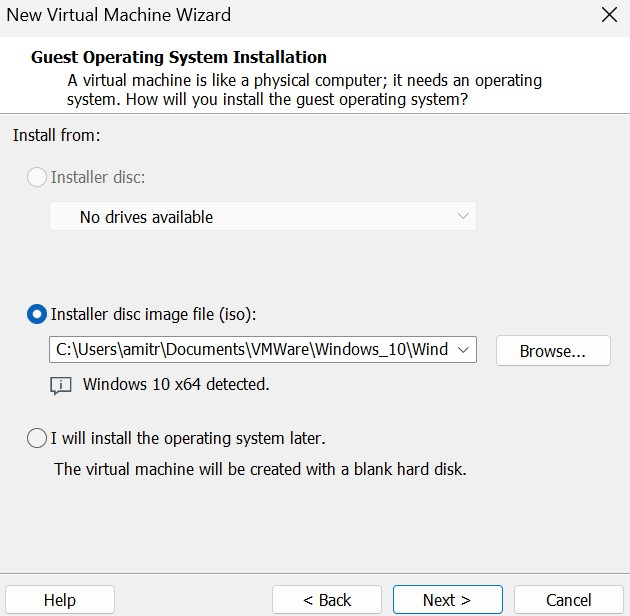 New Virtual Machine Wizard
Guest Operating System Installation
A virtual machine is like a physical computer; it needs an operating
system. How will you install the guest operating system?
Install from:
Installer disc:
No drives available
Installer disc image file (iso):
C:\Users\amitr\Documents\VMWare\Windows_10\Wind
Browse...
Windows 10 x64 detected.
I will install the operating system later.
The virtual machine will be created with a blank hard disk.
Help
< Back
Next >
Cancel